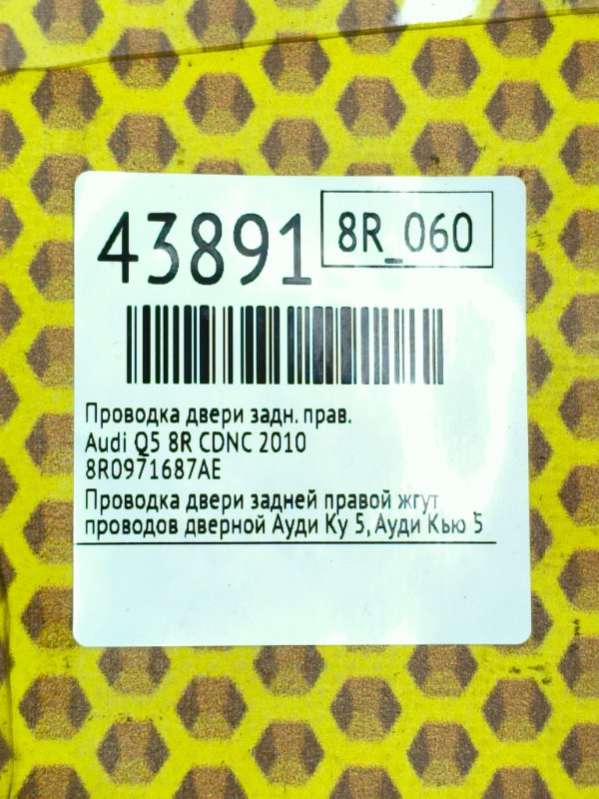 43891
8R_060
Проводка двери задн. прав.
Audi Q5 8R CDNC 2010
8R0971687AE
Проводка двери задней правой жгут
проводов дверной Ауди Ку 5, Ауди Кью 5